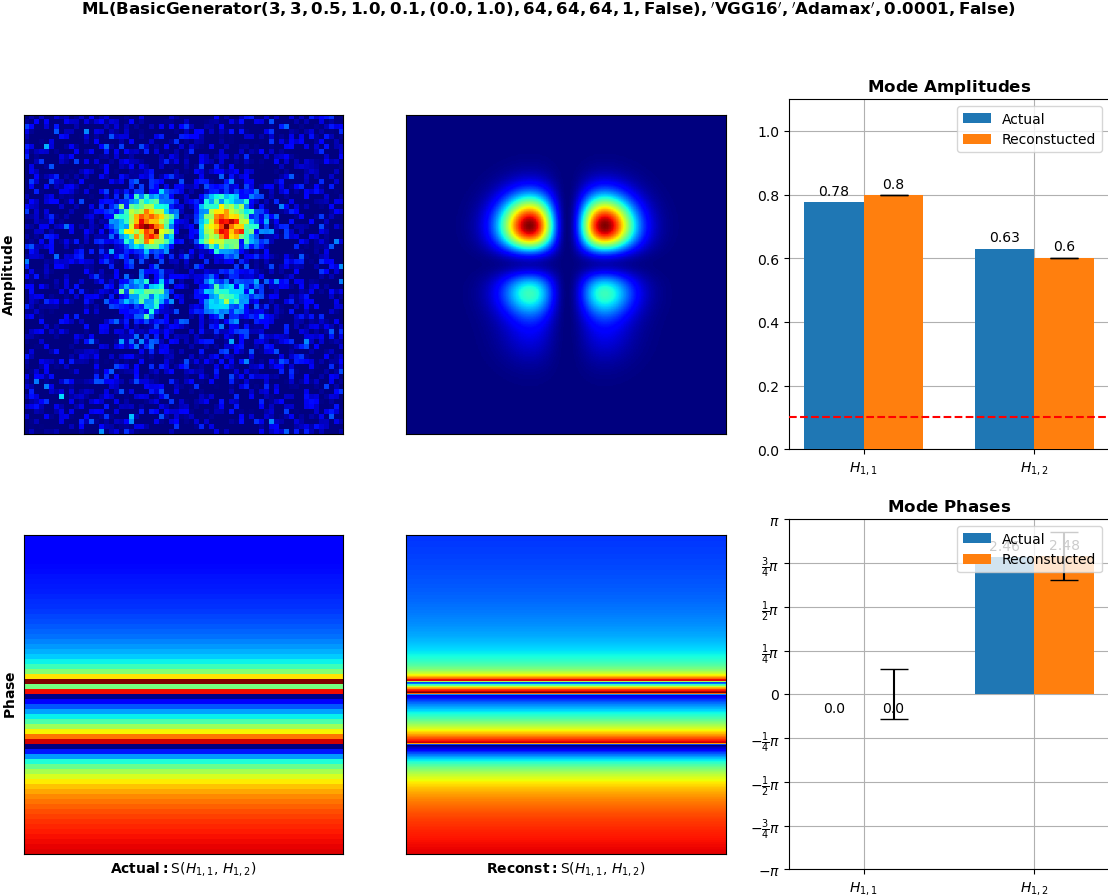 ML(BasicGenerator(3, 3, 0.5, 1.0, 0.1, (0.0, 1.0), 64, 64, 64, 1, False), ′VGG16′, ′Adamax′, 0.0001, False)
Amplitude
Mode Amplitudes
Actual
Reconstucted
1.0
0.8
0.6
0.4
0.2
0.0
0.78
0.8
0.63
0.6
H₁,₁
H₁,₂
Phase
Actual: S(H₁,₁, H₁,₂)
Reconst: S(H₁,₁, H₁,₂)
Mode Phases
Actual
Reconstucted
π
¾π
½π
¼π
0
−¼π
−½π
−¾π
−π
0.0
0.0
2.46
2.48
H₁,₁
H₁,₂